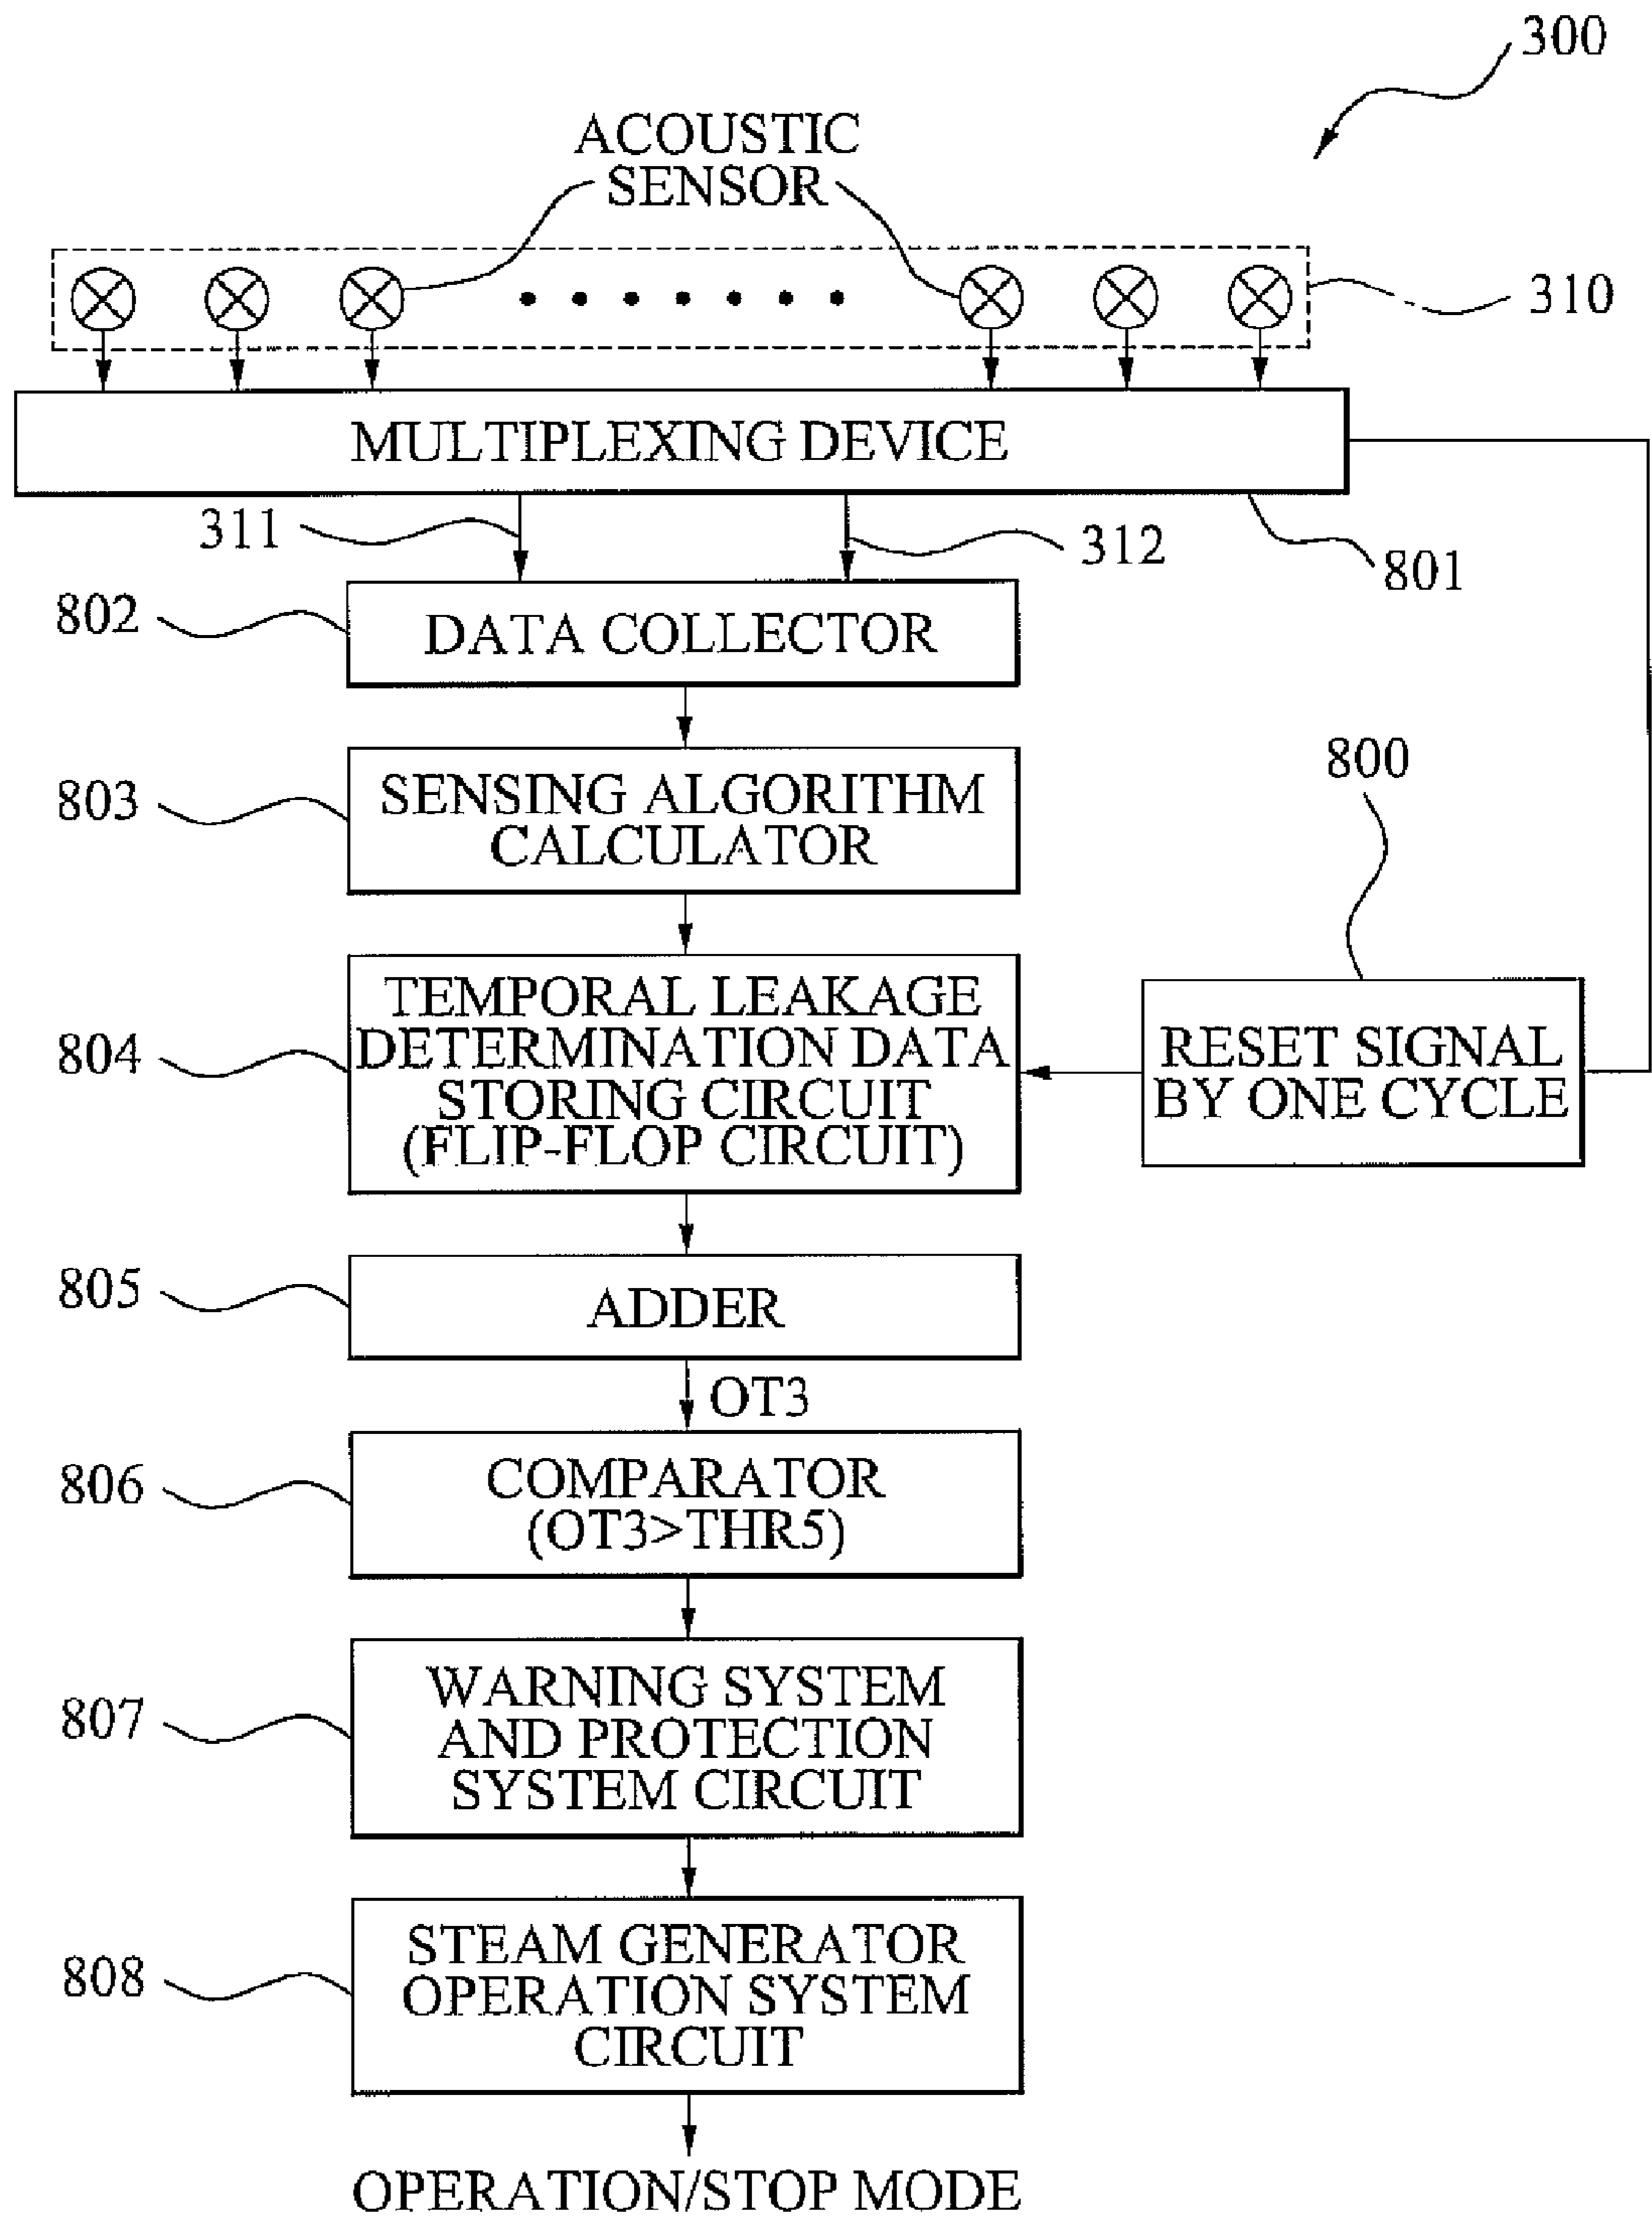 300
ACOUSTIC
SENSOR
310
MULTIPLEXING DEVICE
311
312
801
802
DATA COLLECTOR
803
SENSING ALGORITHM
CALCULATOR
800
804
TEMPORAL LEAKAGE
DETERMINATION DATA
STORING CIRCUIT
(FLIP-FLOP CIRCUIT)
RESET SIGNAL
BY ONE CYCLE
805
ADDER
OT3
806
COMPARATOR
(OT3>THR5)
807
WARNING SYSTEM
AND PROTECTION
SYSTEM CIRCUIT
808
STEAM GENERATOR
OPERATION SYSTEM
CIRCUIT
OPERATION/STOP MODE